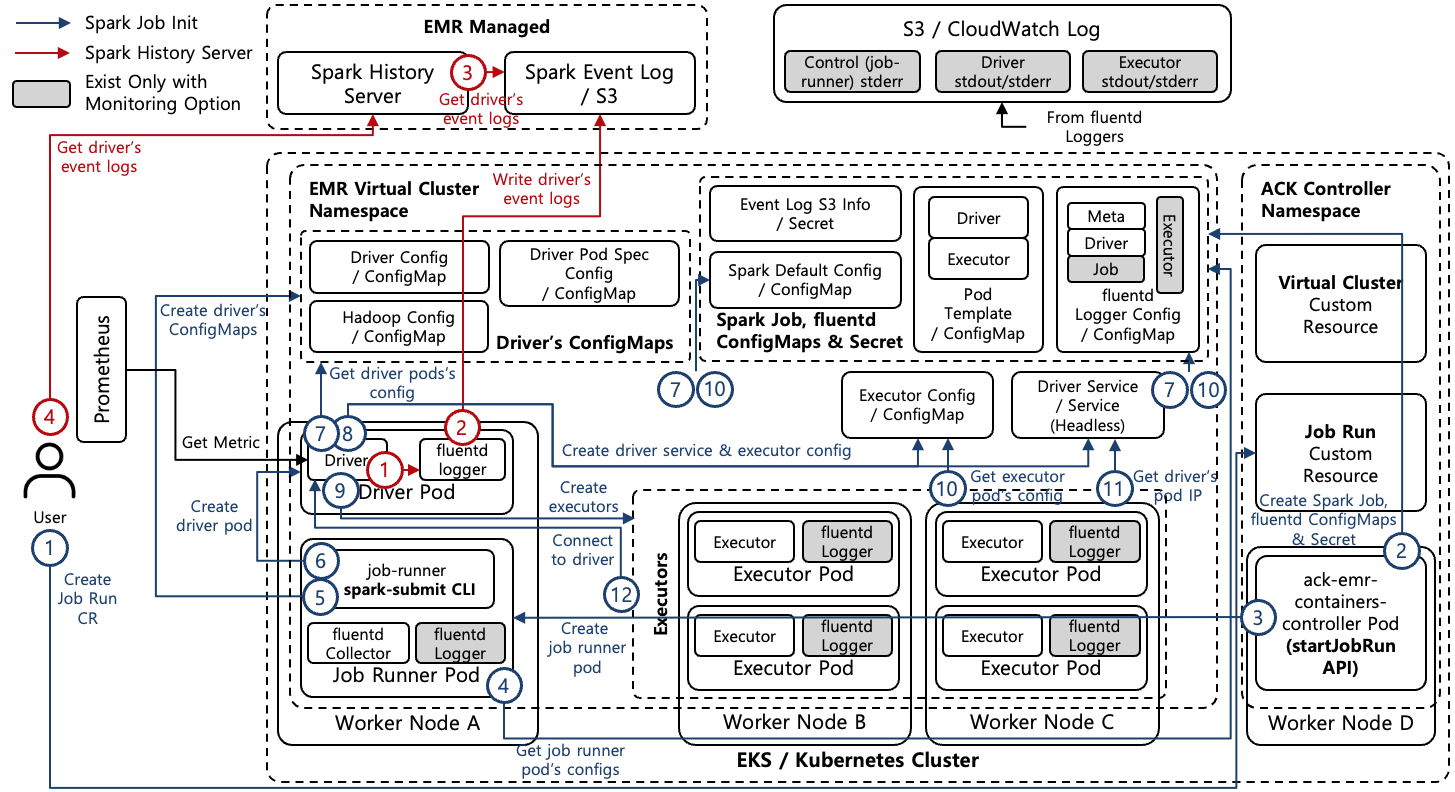 Spark Job Init
Spark History Server
Exist Only with
Monitoring Option
EMR Managed
Spark History
Server
3
Spark Event Log
/ S3
Get driver's
event logs
S3 / CloudWatch Log
Control (job-
runner) stderr
Driver
stdout/stderr
Executor
stdout/stderr
From fluentd
Loggers
Get driver's
event logs
Write driver's
event logs
EMR Virtual Cluster
Namespace
Driver Config
/ ConfigMap
Driver Pod Spec
Config
/ ConfigMap
Hadoop Config
/ ConfigMap
Driver's ConfigMaps
Event Log S3 Info
/ Secret
Spark Default Config
/ ConfigMap
Spark Job, fluentd
ConfigMaps & Secret
Driver
Executor
Pod
Template
/ ConfigMap
Meta
Driver
Job
Executor
fluentd
Logger Config
/ ConfigMap
ACK Controller
Namespace
Virtual Cluster
Custom
Resource
Job Run
Custom
Resource
Create Spark Job,
fluentd ConfigMaps
& Secret
2
ack-emr-
containers-
controller Pod
(startJobRun
API)
3
Worker Node D
Prometheus
Create driver's
ConfigMaps
Get driver pods's
config
7
10
Executor Config
/ ConfigMap
Driver Service
/ Service
(Headless)
7
10
4
User
1
Create
Job Run
CR
Get Metric
7
8
2
Driver
1
fluentd
logger
9
Driver Pod
Create driver service & executor config
10
Get executor
pod's config
11
Get driver's
pod IP
Create
driver pod
Create
executors
Connect
to driver
12
6
5
job-runner
spark-submit CLI
fluentd
Collector
fluentd
Logger
Job Runner Pod
4
Create
job runner
pod
Worker Node A
Get job runner
pod's configs
Executors
Executor
fluentd
Logger
Executor Pod
Executor
fluentd
Logger
Executor Pod
Worker Node B
Executor
fluentd
Logger
Executor Pod
Executor
fluentd
Logger
Executor Pod
Worker Node C
EKS / Kubernetes Cluster